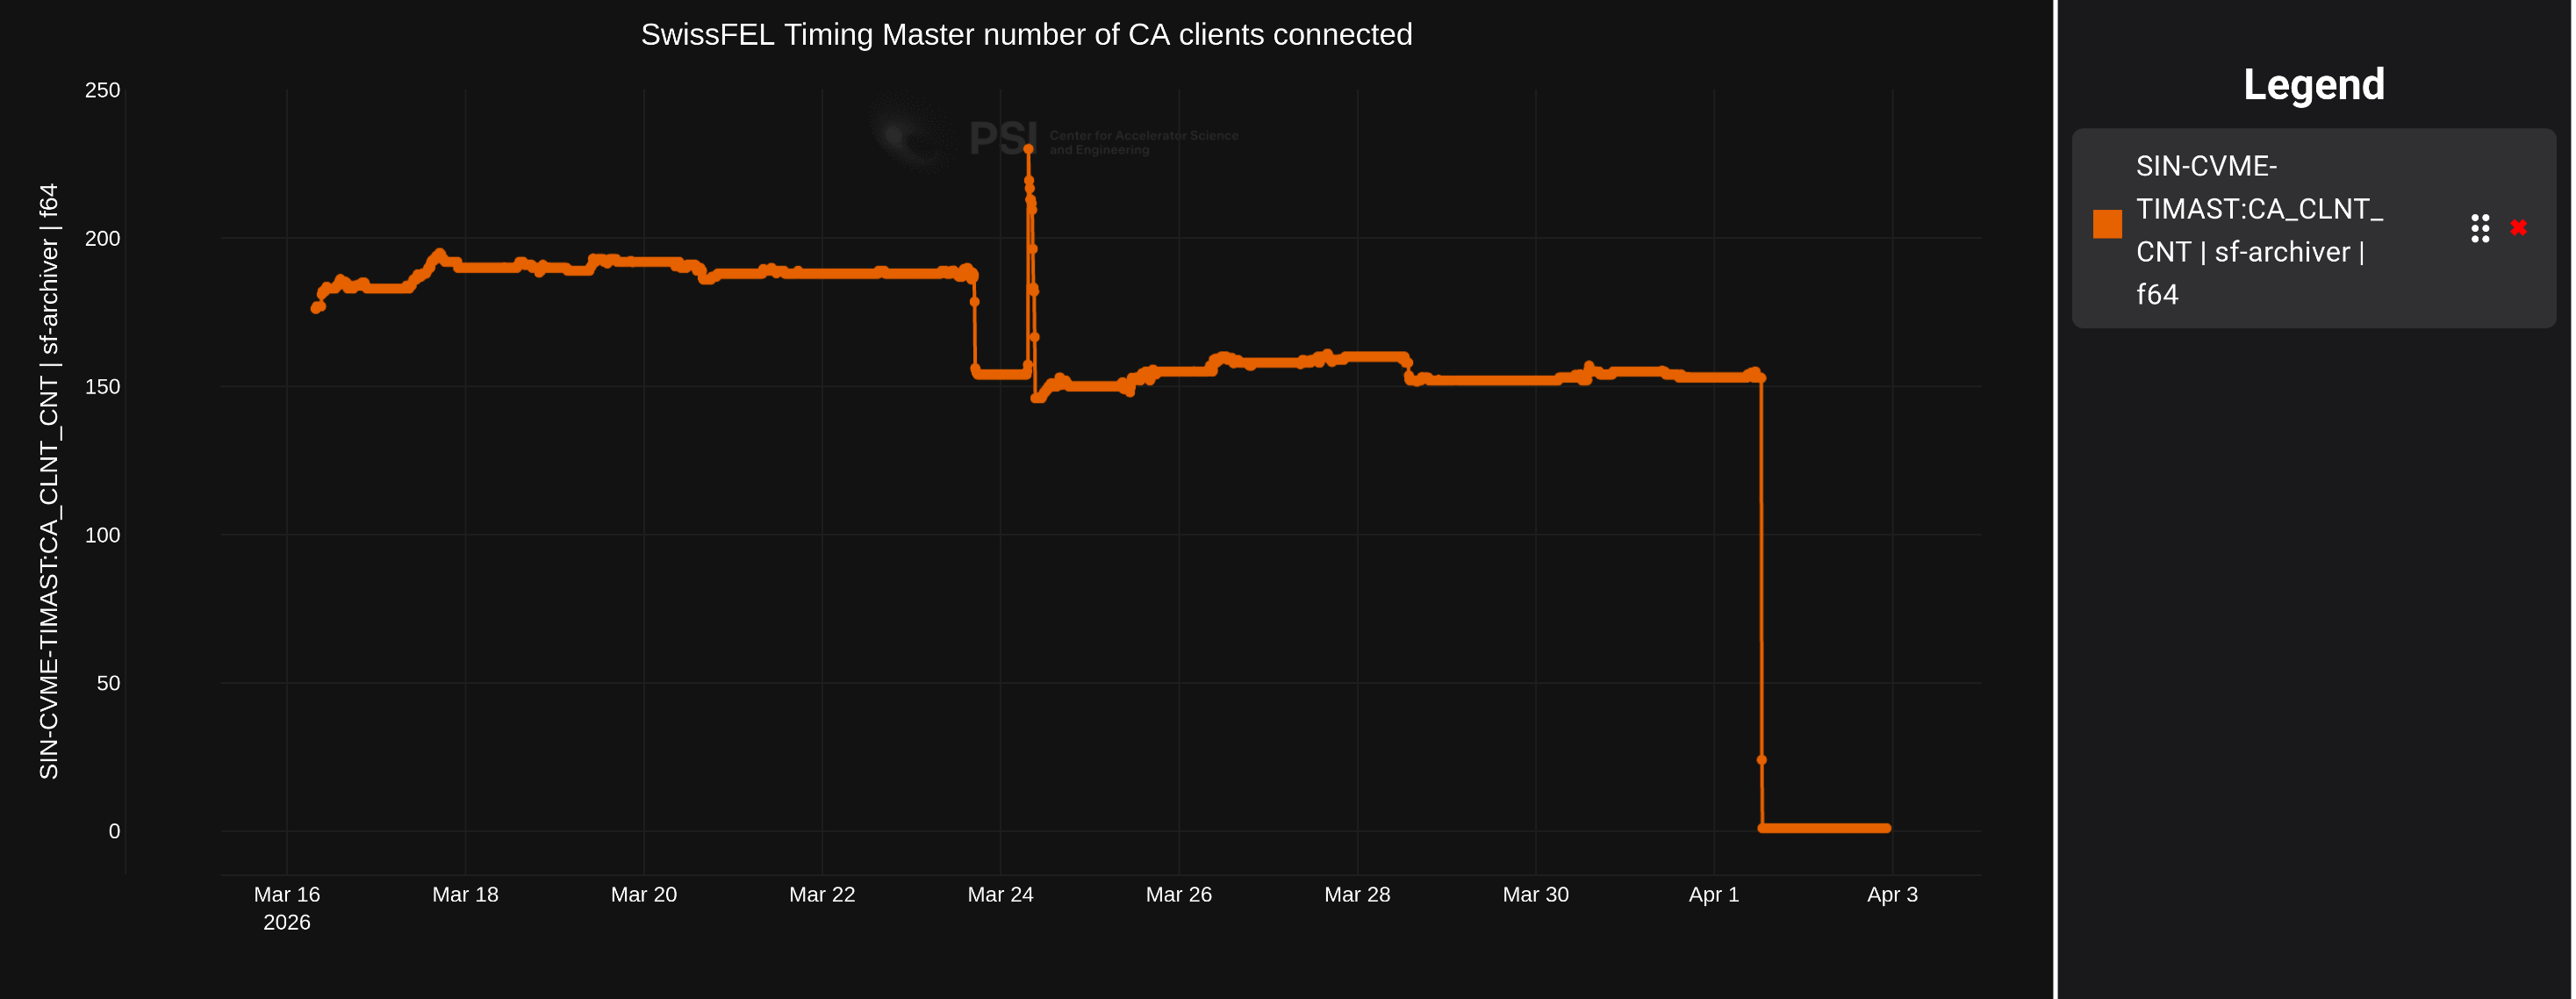 SwissFEL Timing Master number of CA clients connected
PSI Center for Accelerator Science
and Engineering
SIN-CVME-TIMAST:CA_CLNT_CNT | sf-archiver | f64
250
200
150
100
50
0
Mar 16
2026
Mar 18
Mar 20
Mar 22
Mar 24
Mar 26
Mar 28
Mar 30
Apr 1
Apr 3
Legend
SIN-CVME-
TIMAST:CA_CLNT_
CNT | sf-archiver |
f64